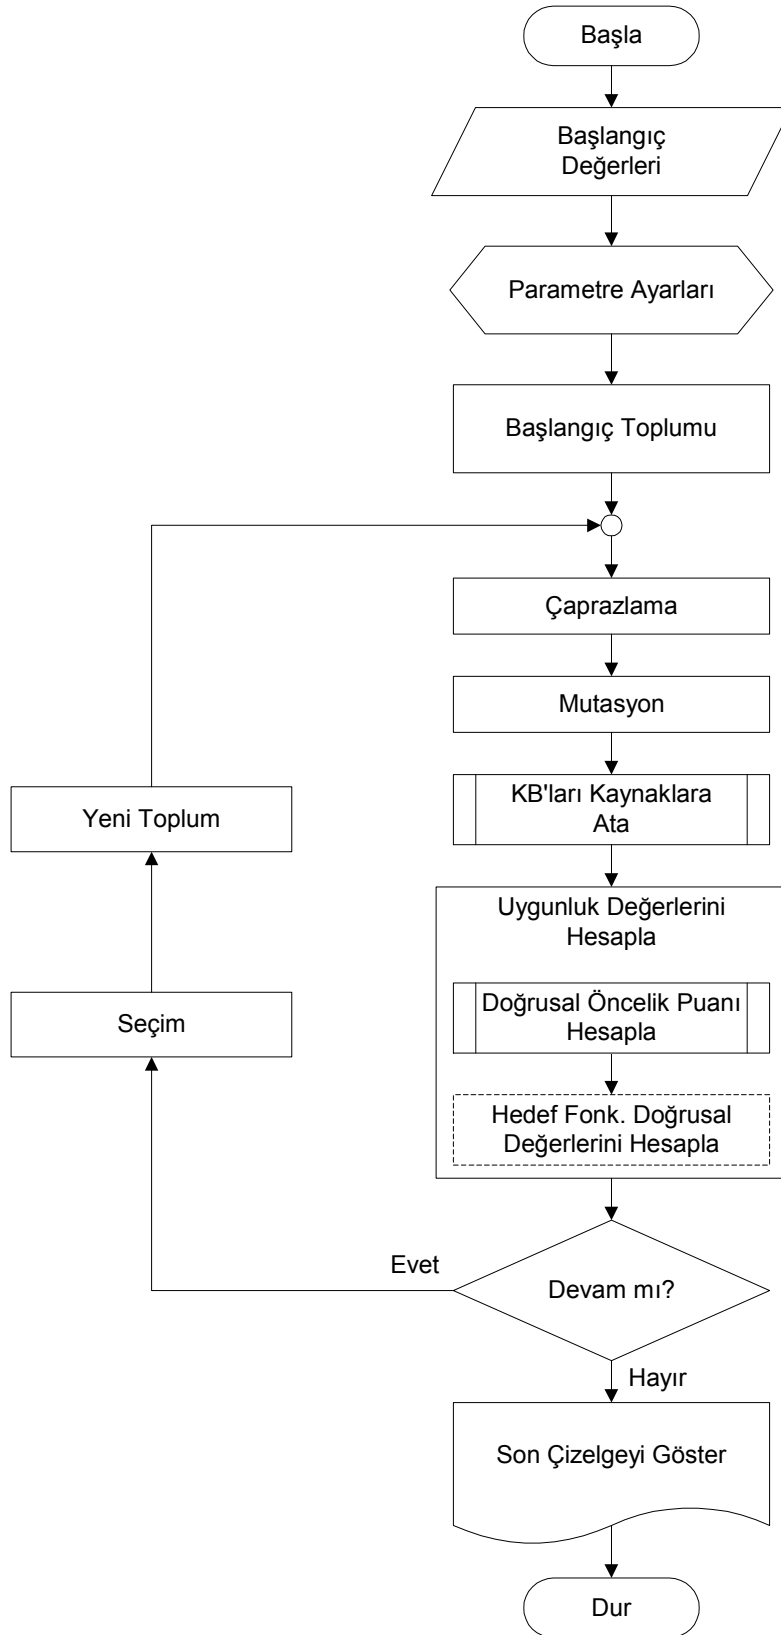 Başla
Başlangıç
Değerleri
Parametre Ayarları
Başlangıç Toplumu
Çaprazlama
Mutasyon
KB'ları Kaynaklara
Ata
Yeni Toplum
Uygunluk Değerlerini
Hesapla
Doğrusal Öncelik Puanı
Hesapla
Seçim
Hedef Fonk. Doğrusal
Değerlerini Hesapla
Evet
Devam mı?
Hayır
Son Çizelgeyi Göster
Dur